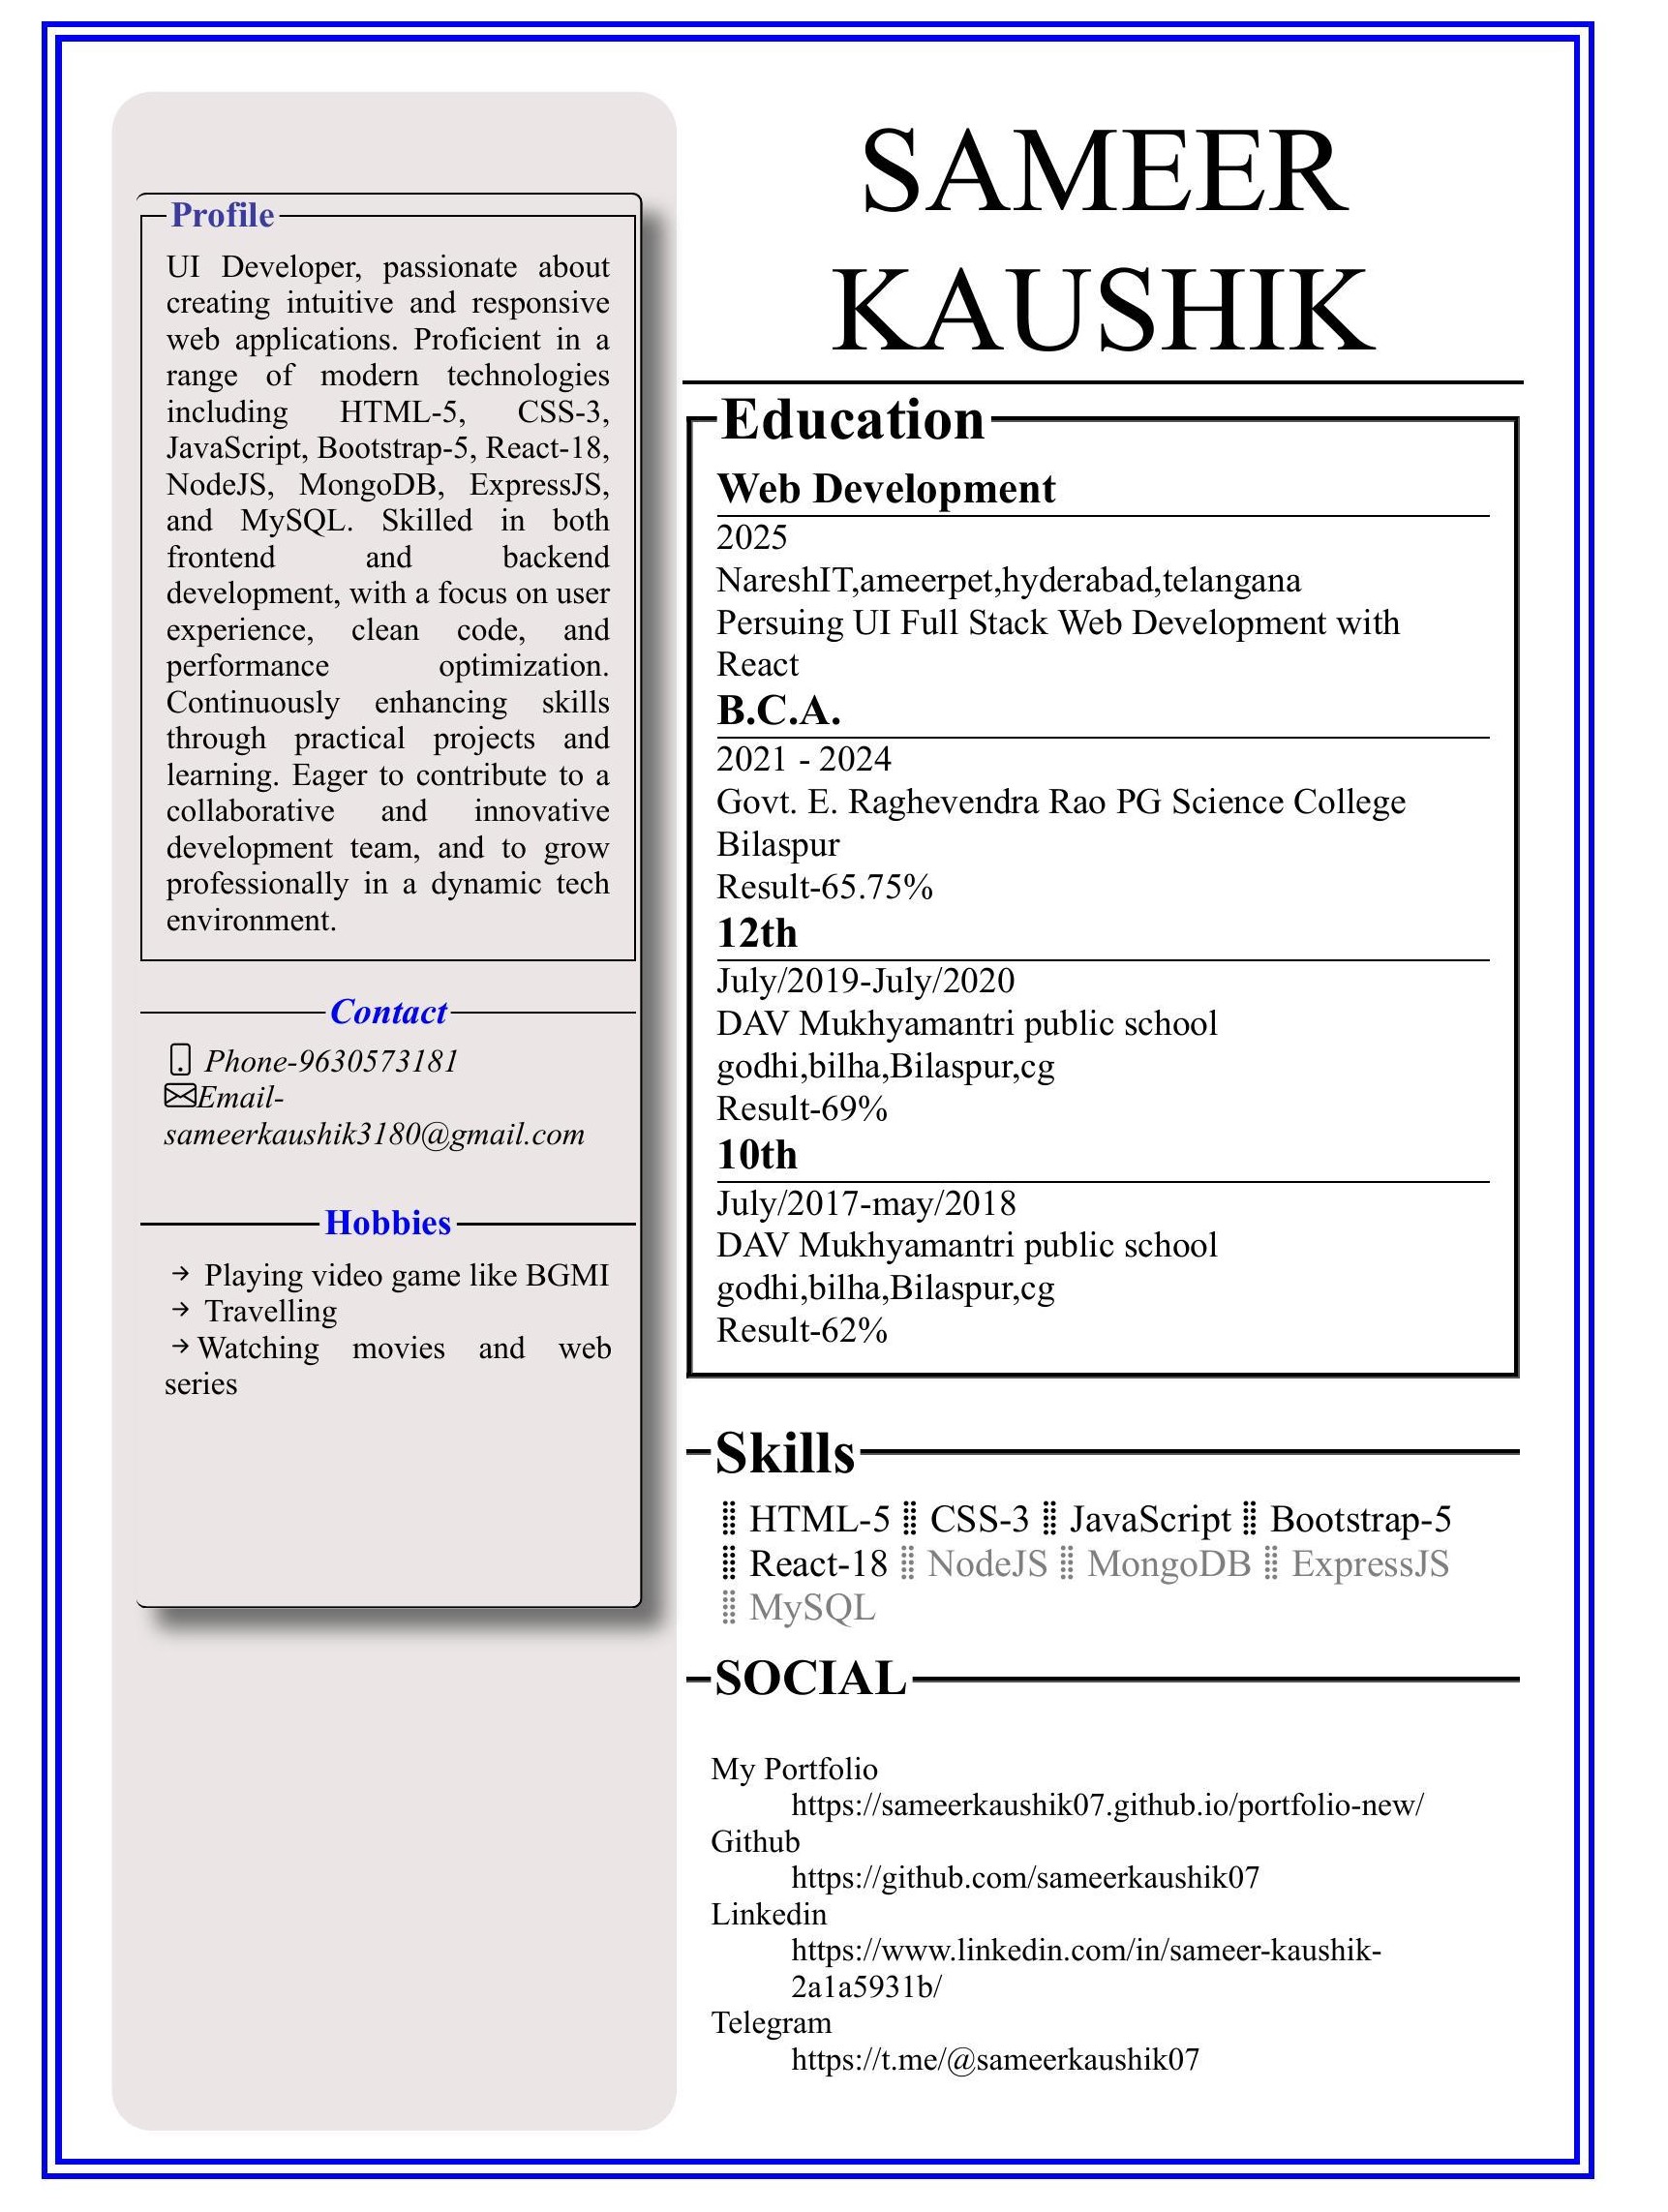 SAMEER
KAUSHIK
Profile
UI Developer, passionate about
creating intuitive and responsive
web applications. Proficient in a
range of modern technologies
including HTML-5, CSS-3,
JavaScript, Bootstrap-5, React-18,
NodeJS, MongoDB, ExpressJS,
and MySQL. Skilled in both
frontend and backend
development, with a focus on user
experience, clean code, and
performance optimization.
Continuously enhancing skills
through practical projects and
learning. Eager to contribute to a
collaborative and innovative
development team, and to grow
professionally in a dynamic tech
environment.
Contact
Phone-9630573181
Email-
sameerkaushik3180@gmail.com
Hobbies
→ Playing video game like BGMI
→ Travelling
→ Watching movies and web
series
Education
Web Development
2025
NareshIT,ameerpet,hyderabad,telangana
Persuing UI Full Stack Web Development with
React
B.C.A.
2021 - 2024
Govt. E. Raghevendra Rao PG Science College
Bilaspur
Result-65.75%
12th
July/2019-July/2020
DAV Mukhyamantri public school
godhi,bilha,Bilaspur,cg
Result-69%
10th
July/2017-may/2018
DAV Mukhyamantri public school
godhi,bilha,Bilaspur,cg
Result-62%
Skills
⣿ HTML-5 ⣿ CSS-3 ⣿ JavaScript ⣿ Bootstrap-5
⣿ React-18 ⣿ NodeJS ⣿ MongoDB ⣿ ExpressJS
⣿ MySQL
SOCIAL
My Portfolio
https://sameerkaushik07.github.io/portfolio-new/
Github
https://github.com/sameerkaushik07
Linkedin
https://www.linkedin.com/in/sameer-kaushik-
2a1a5931b/
Telegram
https://t.me/@sameerkaushik07